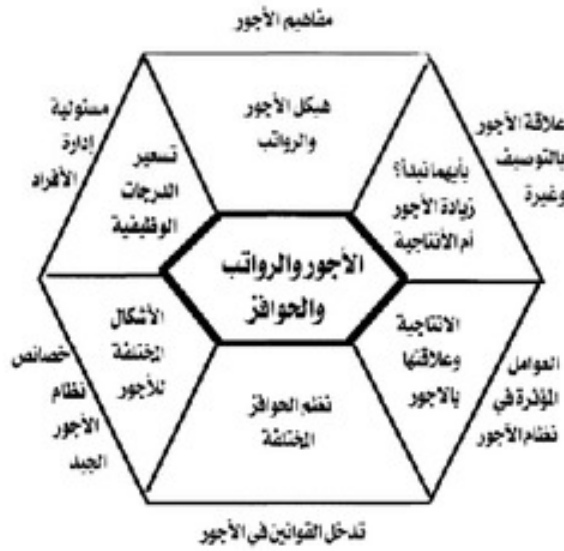 مفاهيم الأجور
علاقة الأجور
بالتوصيف
وغيرة
مسئولية
إدارة
الأفراد
هيكل الأجور
والرواتب
بأيهما نبدأ؟
زيادة الأجور
أم الأنتاجية
تسعير
الدرجات
الوظيفية
الأجور والرواتب
والحوافز
الانتاجية
وعلاقتها
بالاجور
الأشكال
المختلفة
للأجور
نظم الحوافز
المختلفة
العوامل
المؤثرة في
نظام الأجور
خصائص
نظام
الأجور
الجيد
تدخل القوانين في الأجور